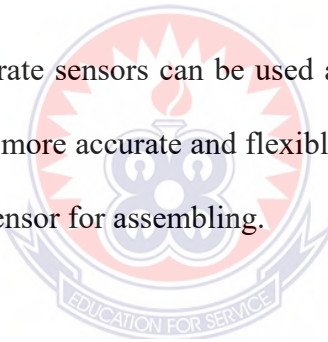 rate sensors can be used a
more accurate and flexibl
ensor for assembling.
EDUCATION FOR SERVICE